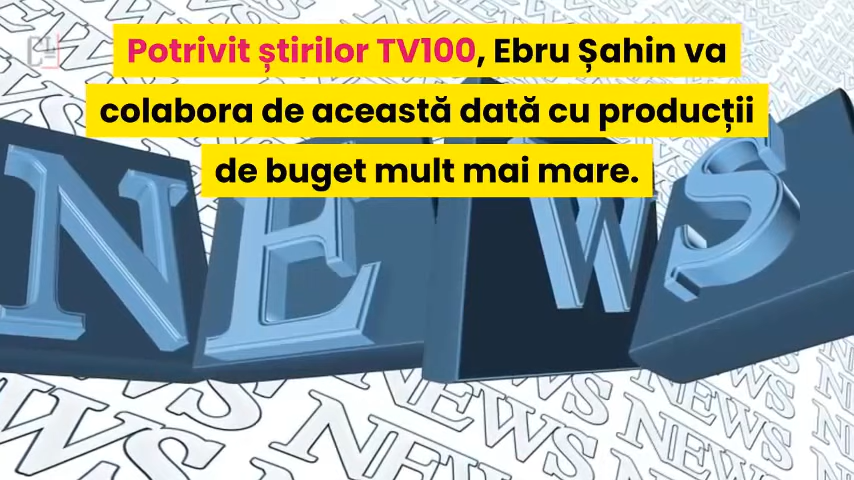 Potrivit știrilor TV100, Ebru Șahin va
colabora de această dată cu producții
de buget mult mai mare.
NEWS